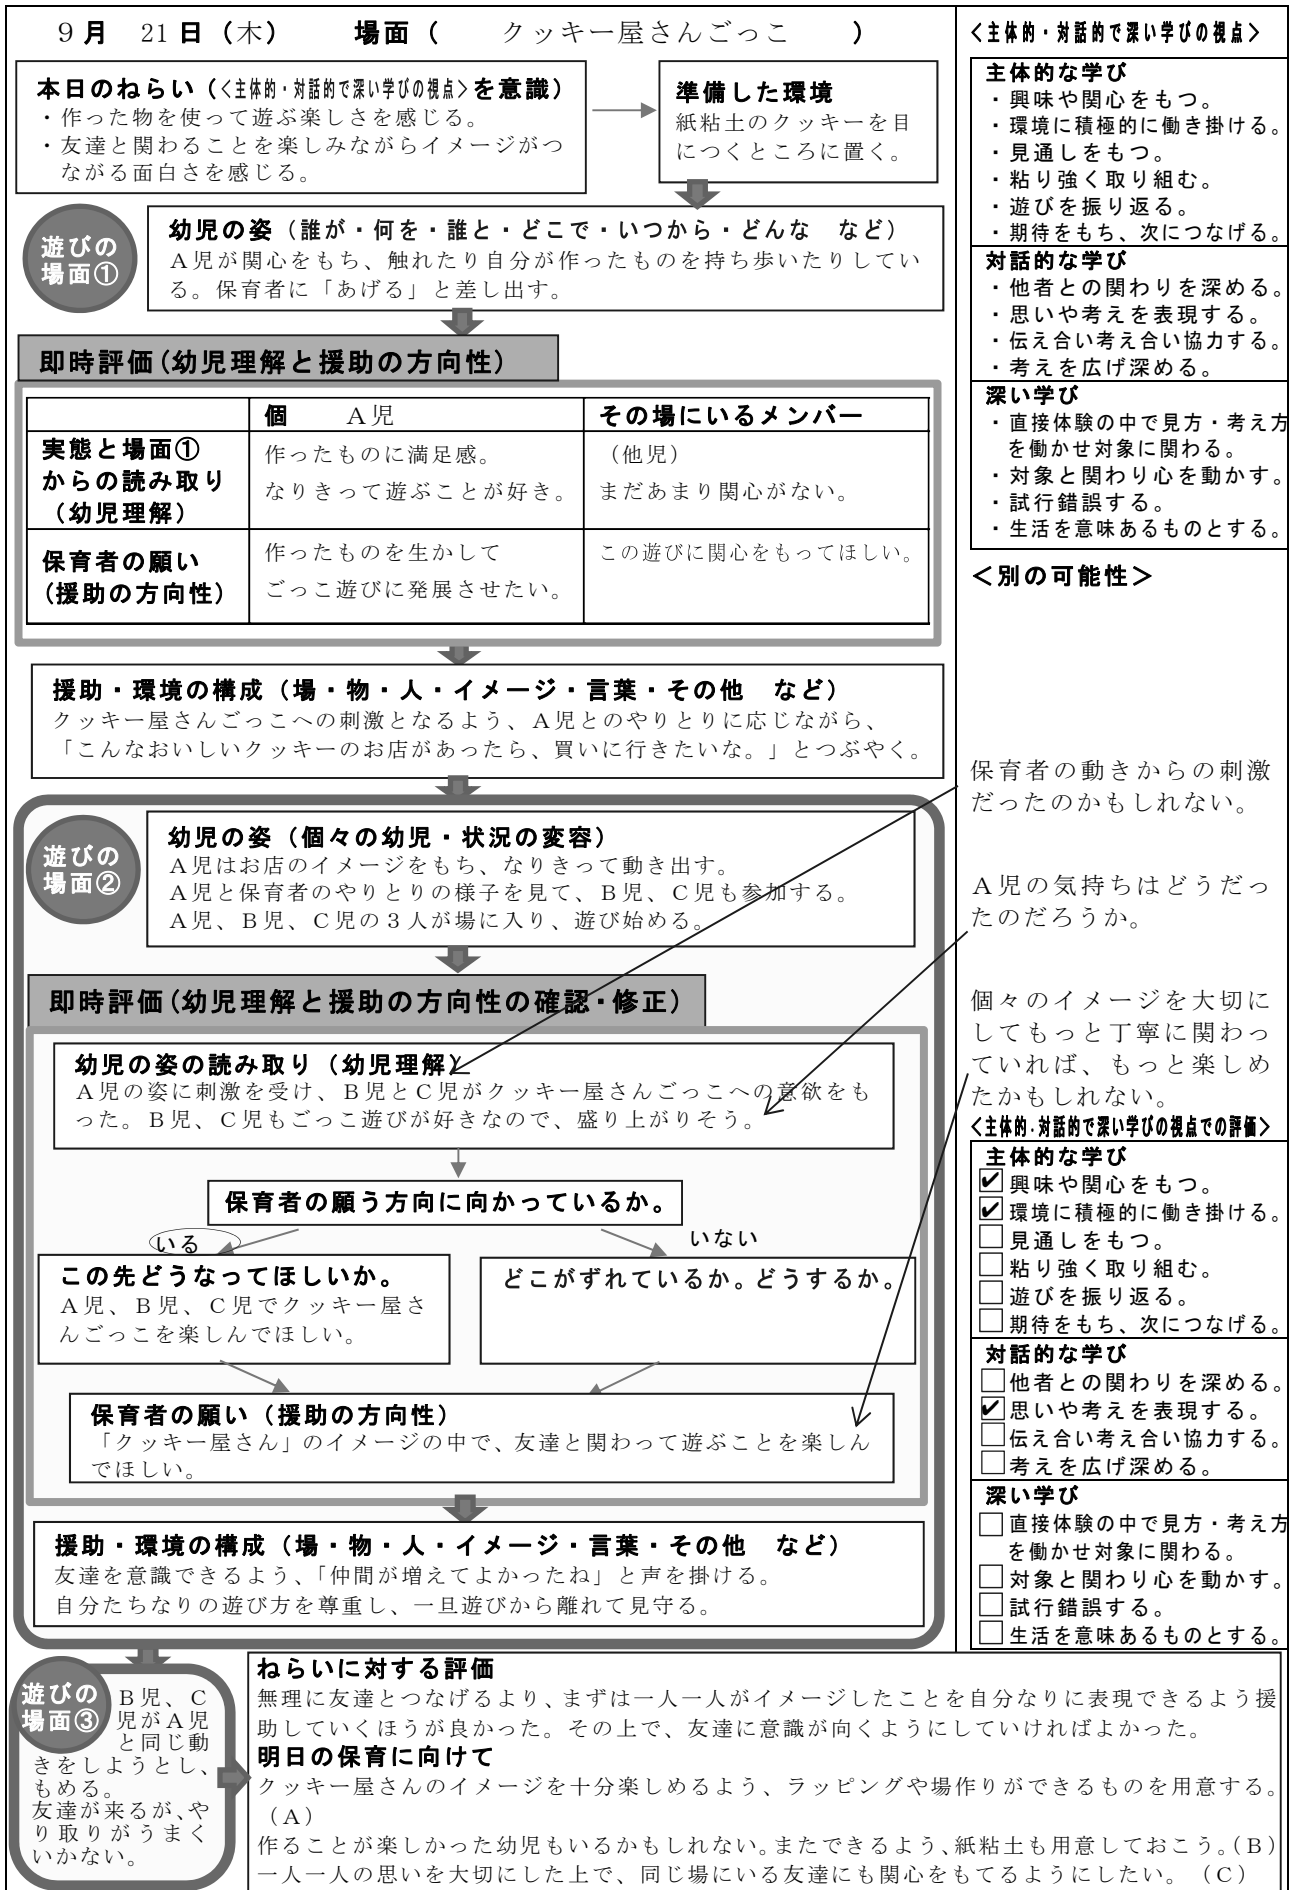 ９月　21日（木）　　場面（　　クッキー屋さんごっこ　　）
本日のねらい（＜主体的・対話的で深い学びの視点＞を意識）
・作った物を使って遊ぶ楽しさを感じる。
・友達と関わることを楽しみながらイメージがつ
ながる面白さを感じる。
準備した環境
紙粘土のクッキーを目
につくところに置く。
遊びの
場面①
幼児の姿（誰が・何を・誰と・どこで・いつから・どんな　など）
Ａ児が関心をもち、触れたり自分が作ったものを持ち歩いたりしてい
る。保育者に「あげる」と差し出す。
即時評価(幼児理解と援助の方向性)
個　　Ａ児
その場にいるメンバー
実態と場面①
からの読み取り
（幼児理解）
作ったものに満足感。
なりきって遊ぶことが好き。
（他児）
まだあまり関心がない。
保育者の願い
(援助の方向性)
作ったものを生かして
ごっこ遊びに発展させたい。
この遊びに関心をもってほしい。
援助・環境の構成（場・物・人・イメージ・言葉・その他　など）
クッキー屋さんごっこへの刺激となるよう、Ａ児とのやりとりに応じながら、
「こんなおいしいクッキーのお店があったら、買いに行きたいな。」とつぶやく。
遊びの
場面②
幼児の姿（個々の幼児・状況の変容）
Ａ児はお店のイメージをもち、なりきって動き出す。
Ａ児と保育者のやりとりの様子を見て、Ｂ児、Ｃ児も参加する。
Ａ児、Ｂ児、Ｃ児の３人が場に入り、遊び始める。
即時評価(幼児理解と援助の方向性の確認・修正)
幼児の姿の読み取り（幼児理解）
Ａ児の姿に刺激を受け、Ｂ児とＣ児がクッキー屋さんごっこへの意欲をも
った。Ｂ児、Ｃ児もごっこ遊びが好きなので、盛り上がりそう。
保育者の願う方向に向かっているか。
いる
いない
この先どうなってほしいか。
Ａ児、Ｂ児、Ｃ児でクッキー屋さ
んごっこを楽しんでほしい。
どこがずれているか。どうするか。
保育者の願い（援助の方向性）
「クッキー屋さん」のイメージの中で、友達と関わって遊ぶことを楽しん
でほしい。
援助・環境の構成（場・物・人・イメージ・言葉・その他　など）
友達を意識できるよう、「仲間が増えてよかったね」と声を掛ける。
自分たちなりの遊び方を尊重し、一旦遊びから離れて見守る。
遊びの
場面③
Ｂ児、Ｃ
児がＡ児
と同じ動
きをしようとし、
もめる。
友達が来るが、や
り取りがうまく
いかない。
ねらいに対する評価
無理に友達とつなげるより、まずは一人一人がイメージしたことを自分なりに表現できるよう援
助していくほうが良かった。その上で、友達に意識が向くようにしていければよかった。
明日の保育に向けて
クッキー屋さんのイメージを十分楽しめるよう、ラッピングや場作りができるものを用意する。
（Ａ）
作ることが楽しかった幼児もいるかもしれない。またできるよう、紙粘土も用意しておこう。（Ｂ）
一人一人の思いを大切にした上で、同じ場にいる友達にも関心をもてるようにしたい。（Ｃ）
＜主体的・対話的で深い学びの視点＞
主体的な学び
・興味や関心をもつ。
・環境に積極的に働き掛ける。
・見通しをもつ。
・粘り強く取り組む。
・遊びを振り返る。
・期待をもち、次につなげる。
対話的な学び
・他者との関わりを深める。
・思いや考えを表現する。
・伝え合い考え合い協力する。
・考えを広げ深める。
深い学び
・直接体験の中で見方・考え方
を働かせ対象に関わる。
・対象と関わり心を動かす。
・試行錯誤する。
・生活を意味あるものとする。
＜別の可能性＞
保育者の動きからの刺激
だったのかもしれない。
Ａ児の気持ちはどうだっ
たのだろうか。
個々のイメージを大切に
してもっと丁寧に関わっ
ていれば、もっと楽しめ
たかもしれない。
＜主体的・対話的で深い学びの視点での評価＞
主体的な学び
☑興味や関心をもつ。
☑環境に積極的に働き掛ける。
□見通しをもつ。
□粘り強く取り組む。
□遊びを振り返る。
□期待をもち、次につなげる。
対話的な学び
□他者との関わりを深める。
☑思いや考えを表現する。
□伝え合い考え合い協力する。
□考えを広げ深める。
深い学び
□直接体験の中で見方・考え方
を働かせ対象に関わる。
□対象と関わり心を動かす。
□試行錯誤する。
□生活を意味あるものとする。